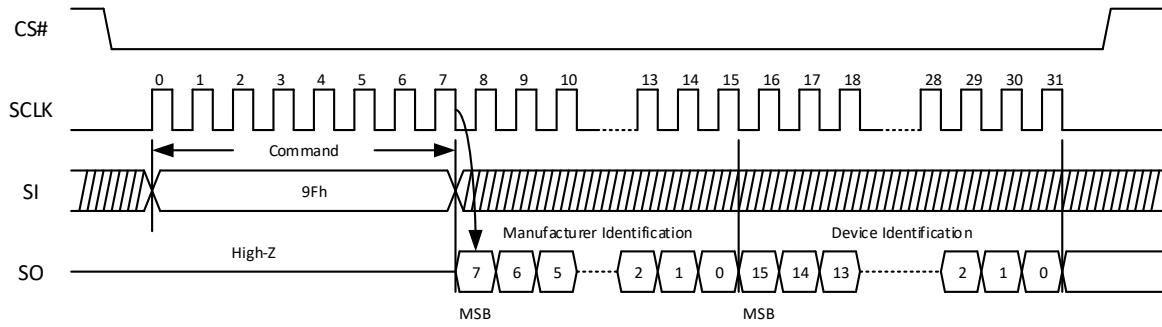 CS#
0 1 2 3 4 5 6 7 8 9 10 13 14 15 16 17 18 28 29 30 31
SCLK
Command
SI 9Fh
Manufacturer Identification Device Identification
High-Z
SO 7 6 5 2 1 0 15 14 13 2 1 0
MSB MSB